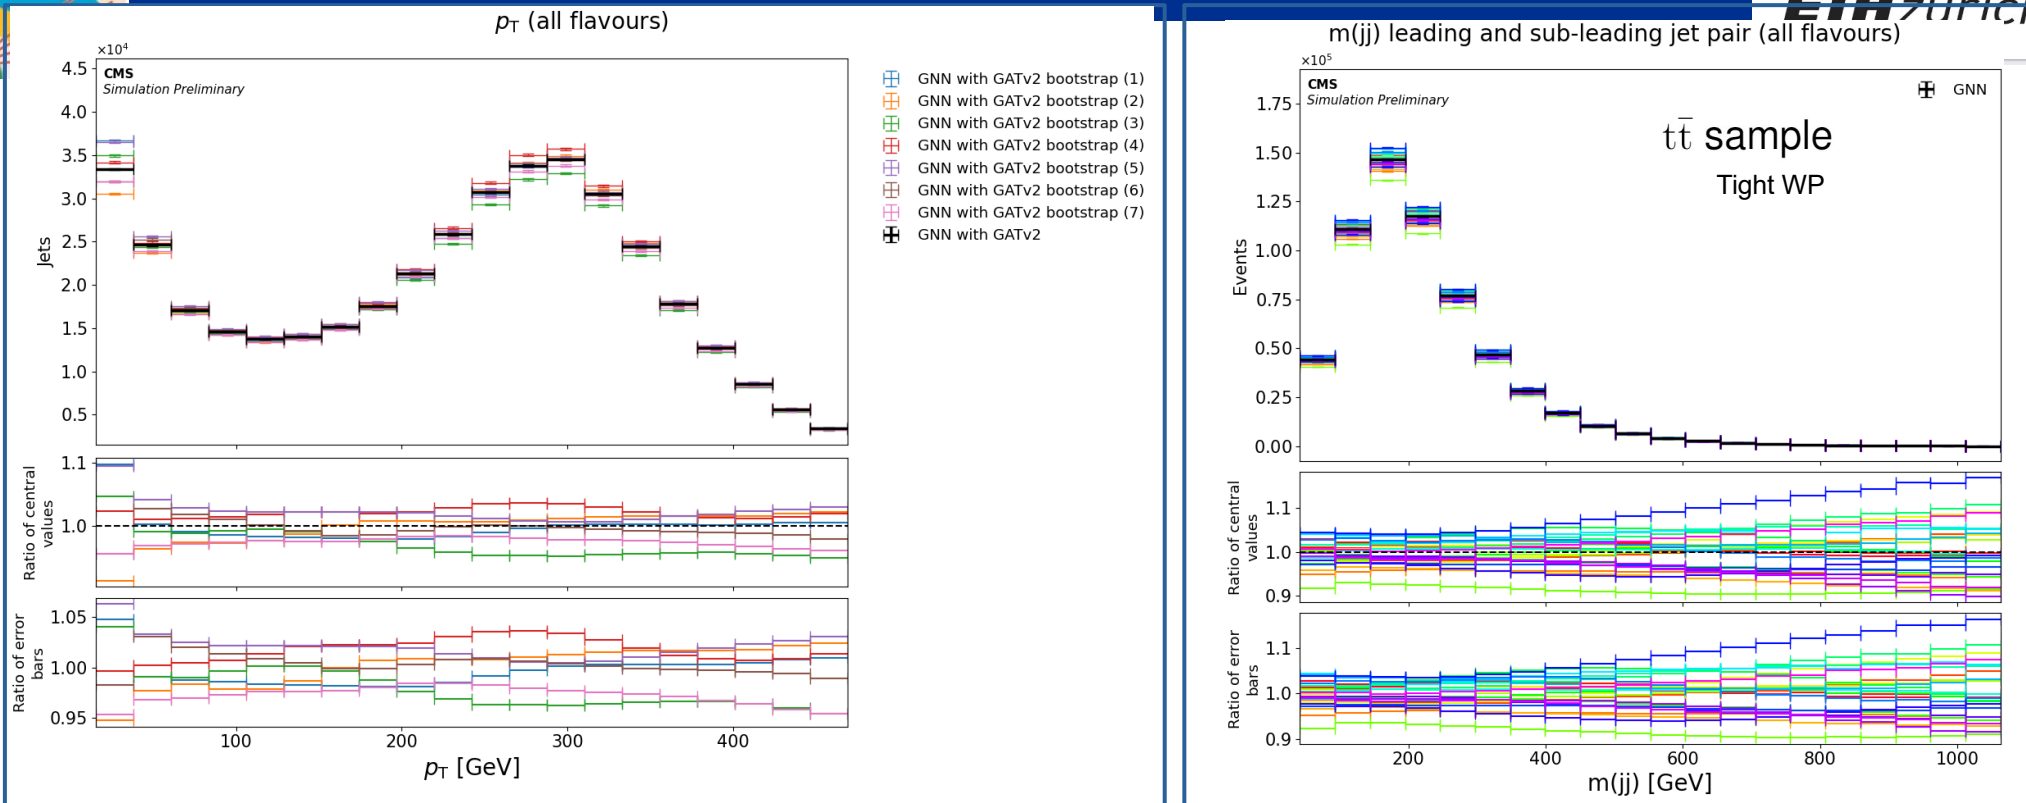 ETH zürich
p_T (all flavours)
×10⁴
CMS
Simulation Preliminary
4.5
4.0
3.5
3.0
2.5
2.0
1.5
1.0
0.5
Jets
GNN with GATv2 bootstrap (1)
GNN with GATv2 bootstrap (2)
GNN with GATv2 bootstrap (3)
GNN with GATv2 bootstrap (4)
GNN with GATv2 bootstrap (5)
GNN with GATv2 bootstrap (6)
GNN with GATv2 bootstrap (7)
GNN with GATv2
1.1
1.0
Ratio of central
values
1.05
1.00
0.95
Ratio of error
bars
100
200
300
400
p_T [GeV]
m(jj) leading and sub-leading jet pair (all flavours)
×10⁵
CMS
Simulation Preliminary
GNN
tt̄ sample
Tight WP
1.75
1.50
1.25
1.00
0.75
0.50
0.25
0.00
Events
1.1
1.0
0.9
Ratio of central
values
1.1
1.0
0.9
Ratio of error
bars
200
400
600
800
1000
m(jj) [GeV]